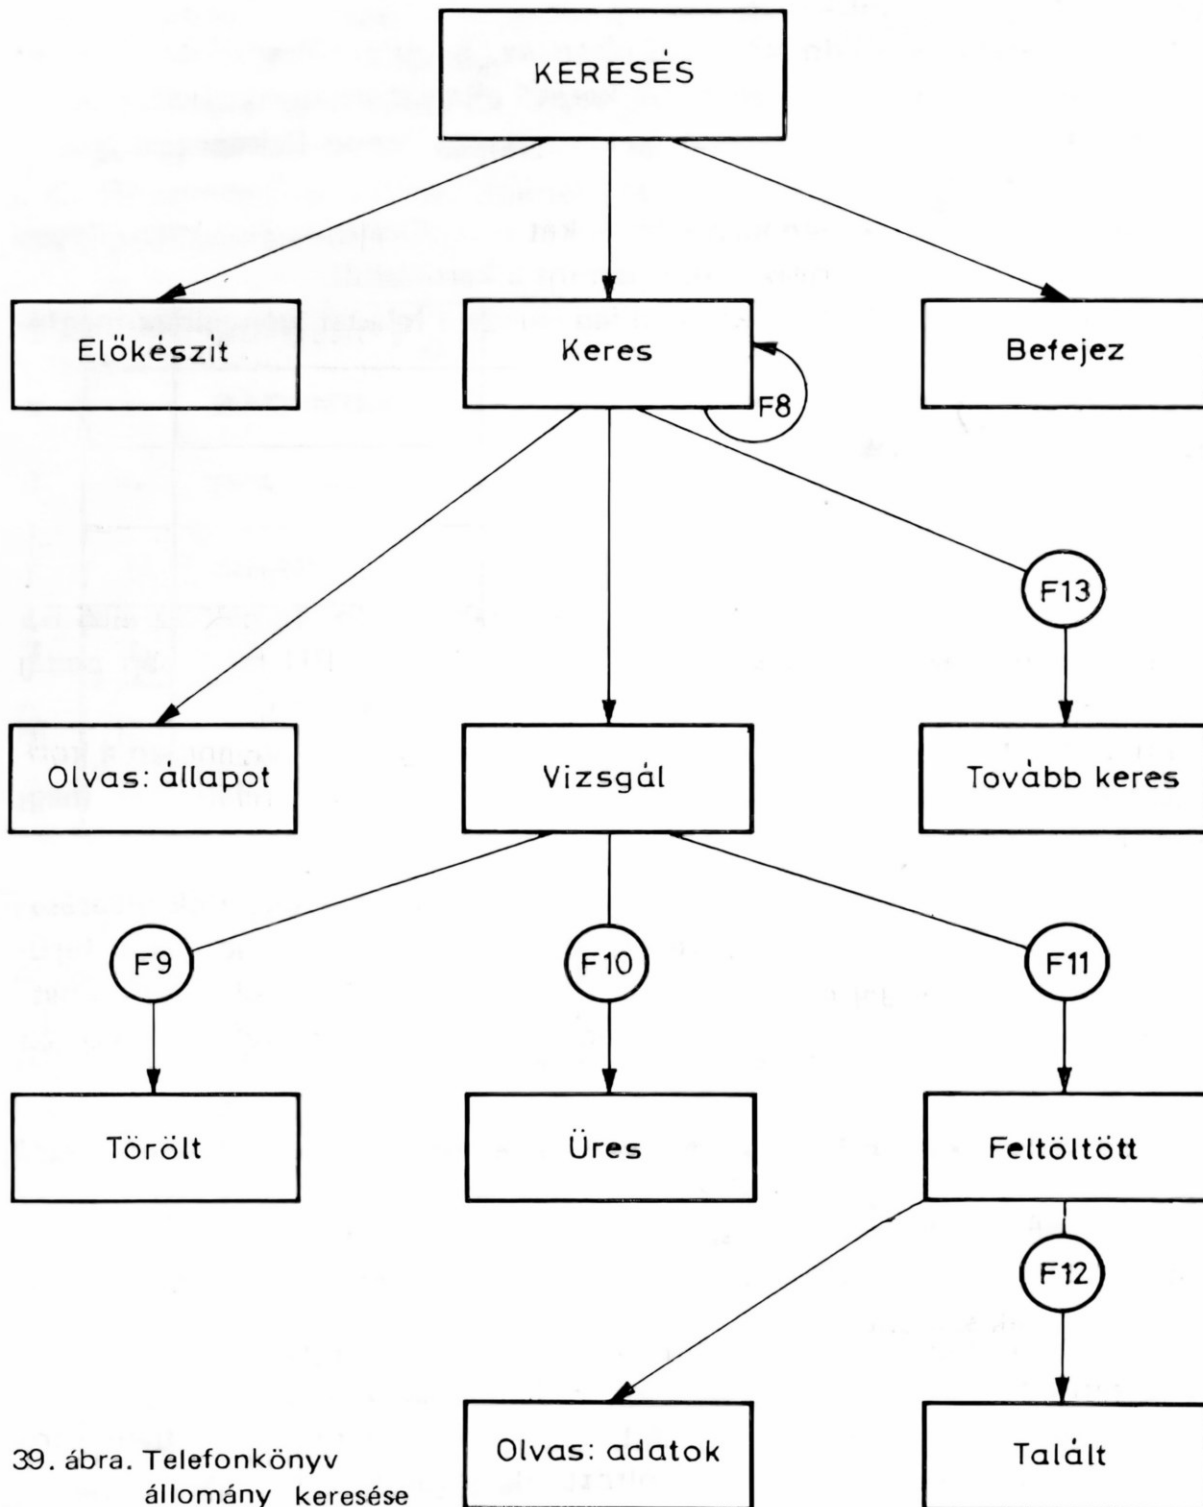 KERESÉS
Előkészít
Keres
Befejez
F8
F13
Olvas: állapot
Vizsgál
Tovább keres
F9
F10
F11
Törölt
Üres
Feltöltött
F12
Olvas: adatok
Talált
39. ábra. Telefonkönyv
állomány keresése